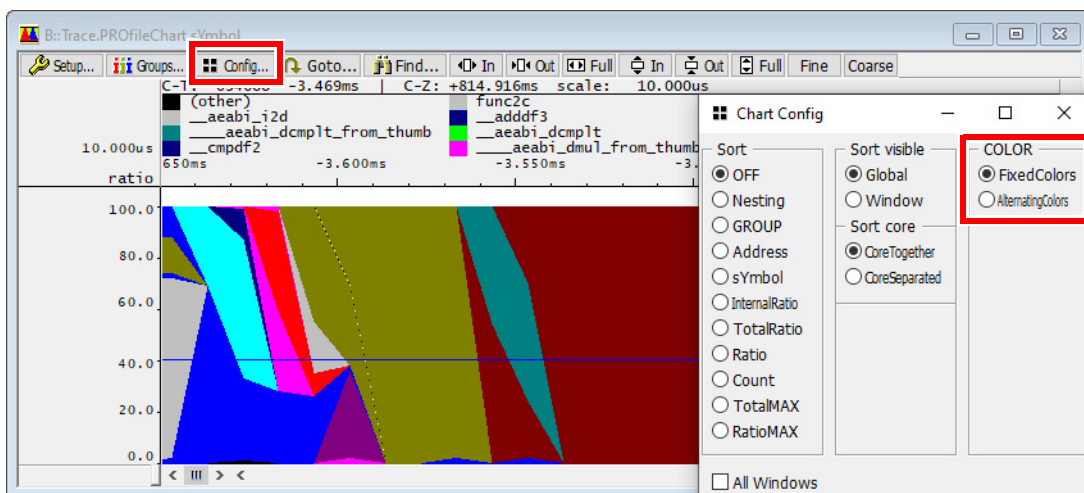 B::Trace.PROfileChart.sYmbol
Setup... Groups... Config... Goto... Find... In Out Full In Out Full Fine Coarse
-3.469ms | C-Z: +814.916ms scale: 10.000us
(other) func2c
__aeabi_i2d __adddf3
____aeabi_dcmplt_from_thumb __aeabi_dcmplt
__cmpdf2 ____aeabi_dmul_from_thumb
10.000us 650ms -3.600ms -3.550ms -3.
ratio
100.0
80.0
60.0
40.0
20.0
0.0
Chart Config
Sort
OFF
Nesting
GROUP
Address
sYmbol
InternalRatio
TotalRatio
Ratio
Count
TotalMAX
RatioMAX
All Windows
Sort visible
Global
Window
Sort core
CoreTogether
CoreSeparated
COLOR
FixedColors
AlternatingColors